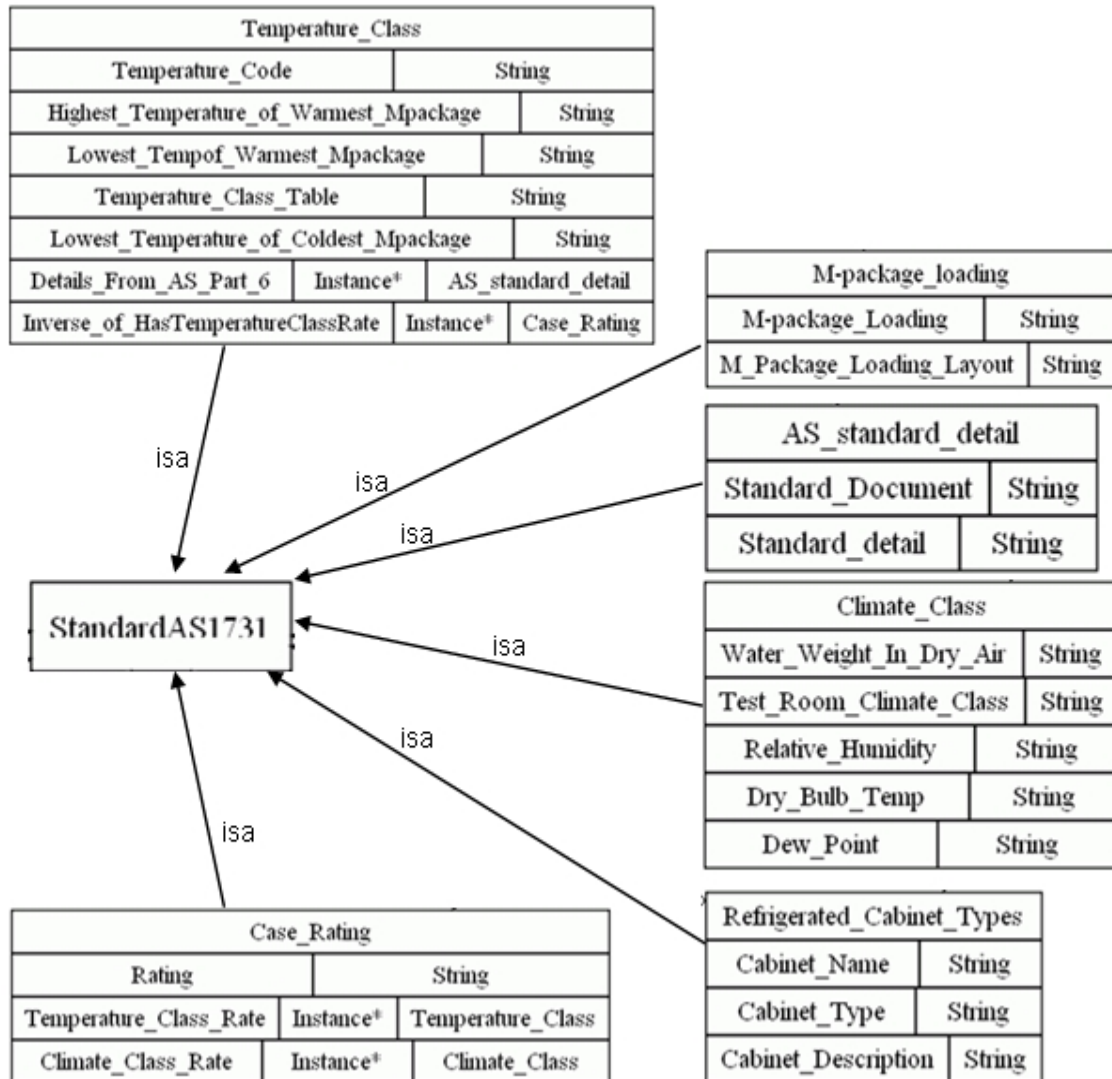 Temperature_Class
Temperature_Code String
Highest_Temperature_of_Warmest_Mpackage String
Lowest_Tempof_Warmest_Mpackage String
Temperature_Class_Table String
Lowest_Temperature_of_Coldest_Mpackage String
Details_From_AS_Part_6 Instance* AS_standard_detail
Inverse_of_HasTemperatureClassRate Instance* Case_Rating
M-package_loading
M-package_Loading String
M_Package_Loading_Layout String
AS_standard_detail
Standard_Document String
Standard_detail String
isa
isa
isa
StandardAS1731
isa
isa
isa
Climate_Class
Water_Weight_In_Dry_Air String
Test_Room_Climate_Class String
Relative_Humidity String
Dry_Bulb_Temp String
Dew_Point String
Case_Rating
Rating String
Temperature_Class_Rate Instance* Temperature_Class
Climate_Class_Rate Instance* Climate_Class
Refrigerated_Cabinet_Types
Cabinet_Name String
Cabinet_Type String
Cabinet_Description String